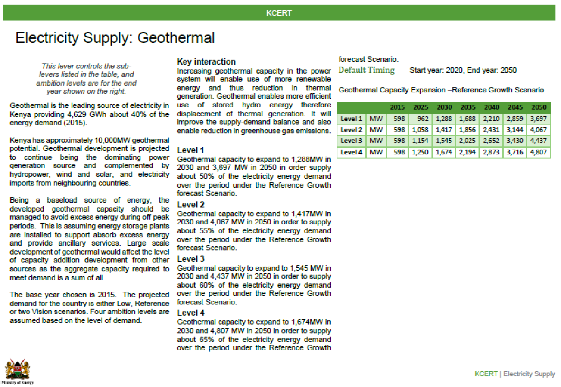 KCERT
Electricity Supply: Geothermal
This lever controls the sub
levers listed in the table, and
ambition levels are for the end
year shown on the right.
Geothermal is the leading source of electricity in
Kenya providing 4,629 GWh about 40% of the
energy demand (2015).
Kenya has approximately 10,000MW geothermal
potential. Geothermal development is projected
to continue being the dominating power
generation source and complemented by
hydropower, wind and solar, and electricity
imports from neighbouring countries.
Being a baseload source of energy, the
developed geothermal capacity should be
managed to avoid excess energy during off peak
periods. This is assuming energy storage plants
are installed to support absorb excess energy
and provide ancillary services. Large scale
development of geothermal would affect the level
of capacity addition development from other
sources as the aggregate capacity required to
meet demand is a sum of all
The base year chosen is 2015. The projected
demand for the country is either Low, Reference
or two Vision scenarios. Four ambition levels are
assumed based on the level of demand.
Key interaction
Increasing geothermal capacity in the power
system will enable use of more renewable
energy and thus reduction in thermal
generation. Geothermal enables more efficient
use of stored hydro energy therefore
displacement of thermal generation. It will
improve the supply-demand balance and also
enable reduction in greenhouse gas emissions.
Level 1
Geothermal capacity to expand to 1,288MW in
2030 and 3,697 MW in 2050 in order supply
about 50% of the electricity energy demand
over the period under the Reference Growth
forecast Scenario.
Level 2
Geothermal capacity to expand to 1,417MW in
2030 and 4,067 MW in 2050 in order to supply
about 55% of the electricity energy demand
over the period under the Reference Growth
forecast Scenario.
Level 3
Geothermal capacity to expand to 1,545 MW in
2030 and 4,437 MW in 2050 in order to supply
about 60% of the electricity energy demand
over the period under the Reference Growth
forecast Scenario.
Level 4
Geothermal capacity to expand to 1,674MW in
2030 and 4,807 MW in 2050 in order to supply
about 65% of the electricity energy demand
over the period under the Reference Growth
forecast Scenario.
Default Timing Start year: 2020, End year: 2050
Geothermal Capacity Expansion –Reference Growth Scenario
2015 2025 2030 2035 2040 2045 2050
Level 1 MW 598 962 1,288 1,688 2,210 2,859 3,697
Level 2 MW 598 1,058 1,417 1,856 2,431 3,144 4,067
Level 3 MW 598 1,154 1,545 2,025 2,652 3,430 4,437
Level 4 MW 598 1,250 1,674 2,194 2,873 3,716 4,807
Ministry of Energy
KCERT | Electricity Supply